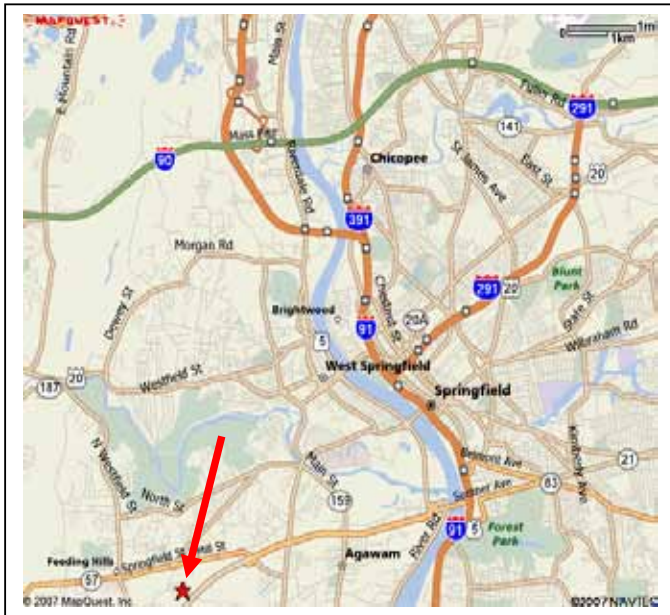 MAPQUEST
1mi
1km
E Mountain Rd
Main St
Fuller Rd
291
Mass Pike
141
90
Riverdale Rd
Chicopee
St James Ave
East St
20
391
Morgan Rd
Blunt
Park
291
20
Dewey St
Chestnut St
State St
Brightwood
20A
91
5
Wilbraham Rd
West Springfield
187
20
Westfield St
Springfield
N Westfield St
Main St
Belmont Ave
Kimberly Ave
21
North St
159
Sumner Ave
83
River Rd
91
5
Forest
Park
Springfield St
Feeding Hills
Agawam
57
© 2007 MapQuest, Inc
©2007 NAVTEQ